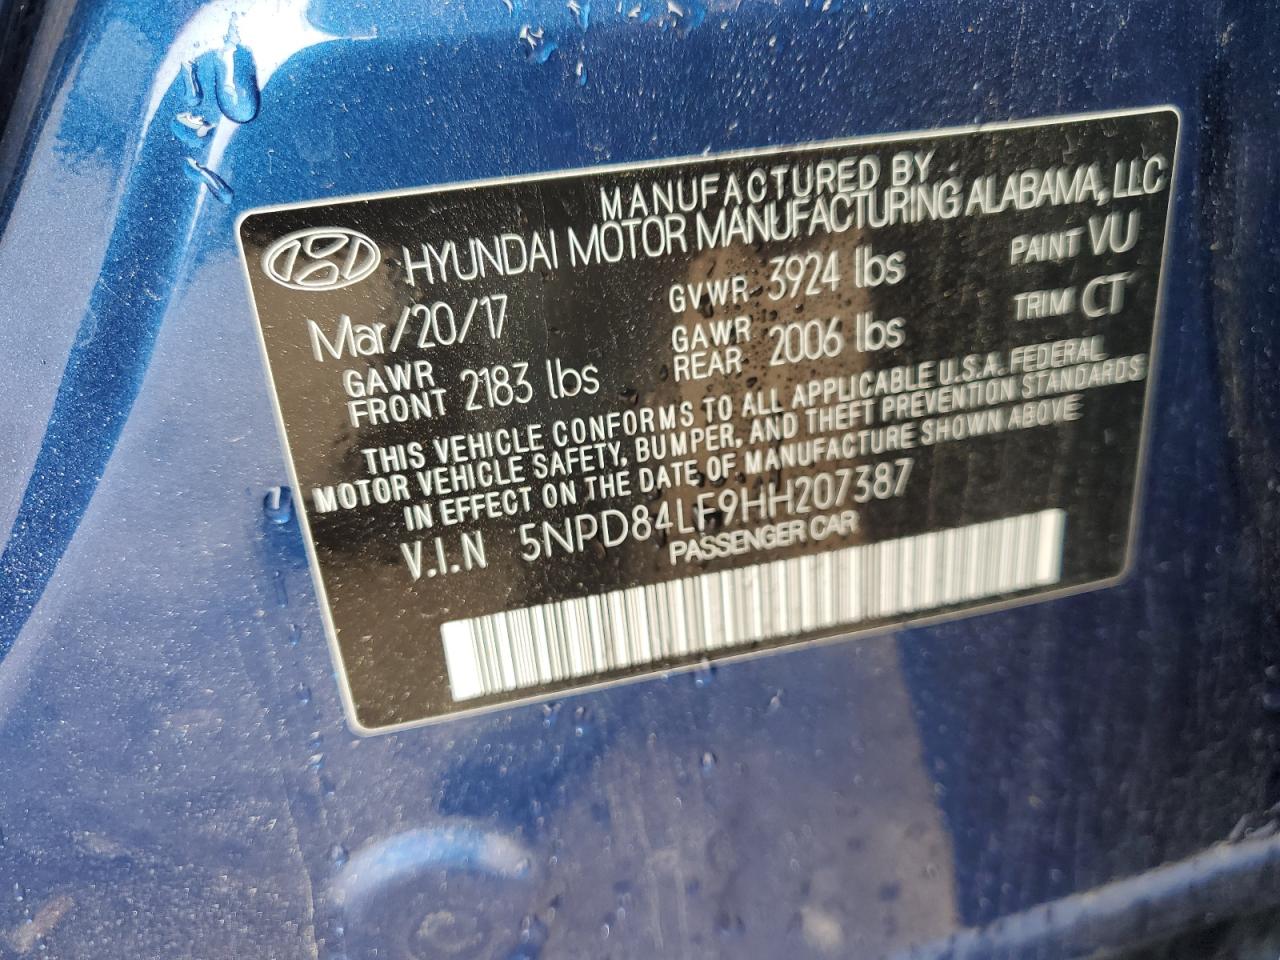 MANUFACTURED BY
HYUNDAI MOTOR MANUFACTURING ALABAMA, LLC
Mar/20/17 GVWR 3924 lbs PAINT VU
GAWR FRONT 2183 lbs GAWR REAR 2006 lbs TRIM CT
THIS VEHICLE CONFORMS TO ALL APPLICABLE U.S.A. FEDERAL
MOTOR VEHICLE SAFETY, BUMPER, AND THEFT PREVENTION STANDARDS
IN EFFECT ON THE DATE OF MANUFACTURE SHOWN ABOVE
V.I.N 5NPD84LF9HH207387
PASSENGER CAR